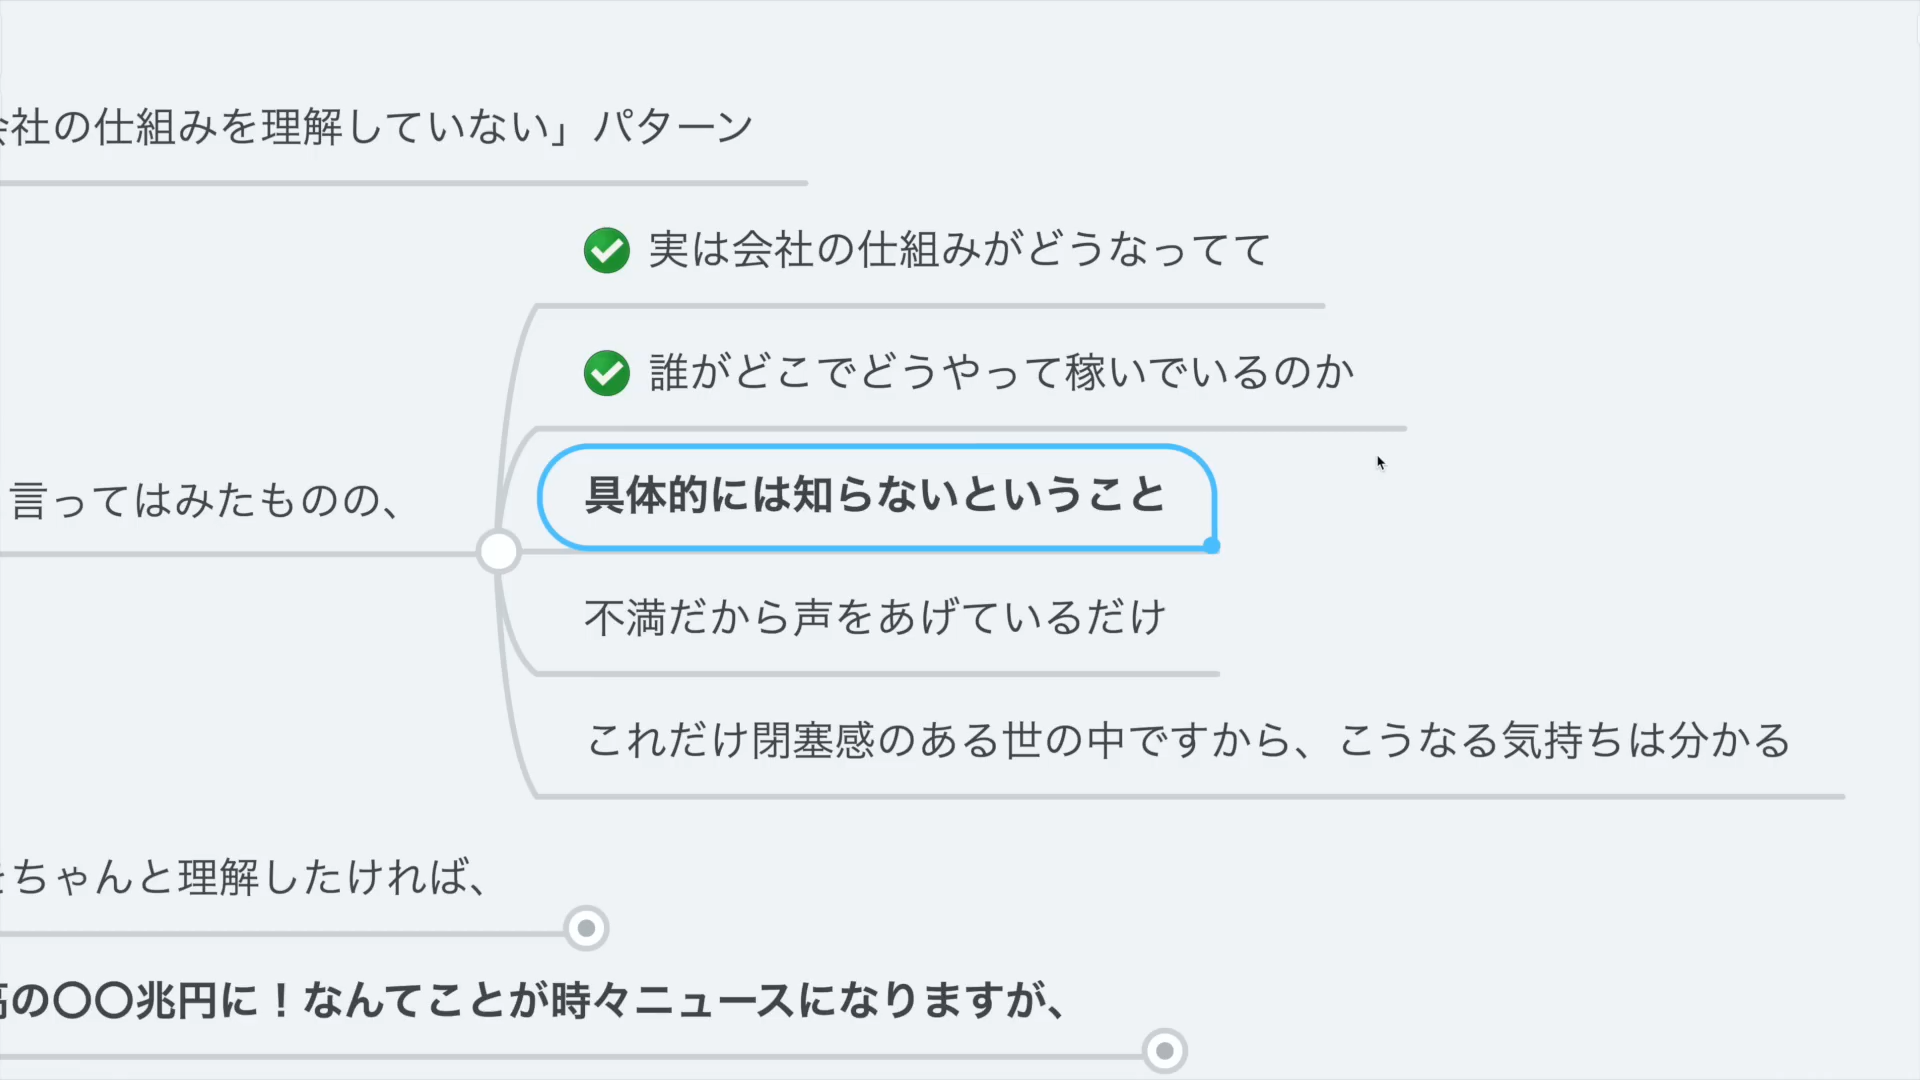 社の仕組みを理解していない」パターン
実は会社の仕組みがどうなってて
誰がどこでどうやって稼いでいるのか
言ってはみたものの、
具体的には知らないということ
不満だから声をあげているだけ
これだけ閉塞感のある世の中ですから、こうなる気持ちは分かる
ちゃんと理解したければ、
高の〇〇兆円に！なんてことが時々ニュースになりますが、